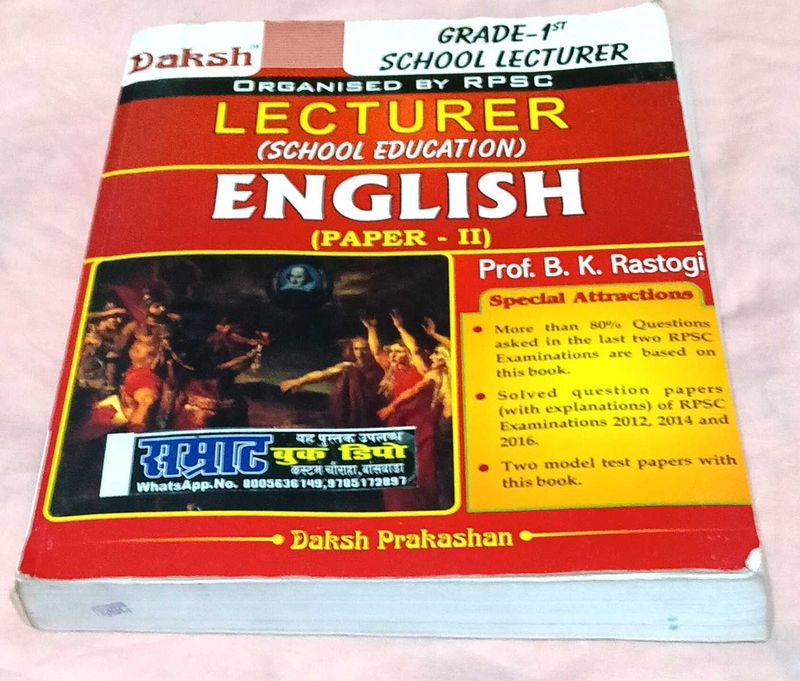 Daksh™
GRADE-1ST
SCHOOL LECTURER
ORGANISED BY RPSC
LECTURER
(SCHOOL EDUCATION)
ENGLISH
(PAPER - II)
Prof. B. K. Rastogi
Special Attractions
• More than 80% Questions
asked in the last two RPSC
Examinations are based on
this book.
• Solved question papers
(with explanations) of RPSC
Examinations 2012, 2014 and
2016.
• Two model test papers with
this book.
यह पुस्तक उपलब्ध
सम्राट बुक डिपो
कस्टम चौराहा, बांसवाडा
WhatsApp.No. 8005636149,9785172897
Daksh Prakashan